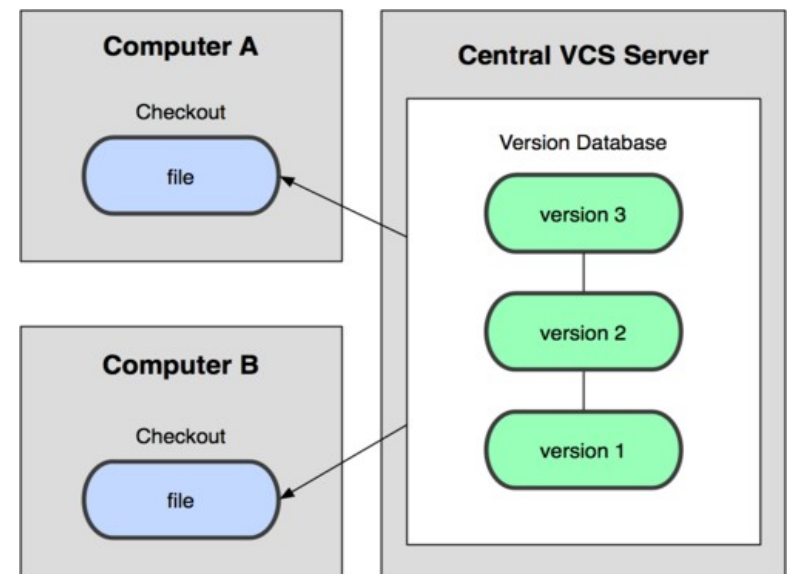 Computer A
Checkout
file
Computer B
Checkout
file
Central VCS Server
Version Database
version 3
version 2
version 1